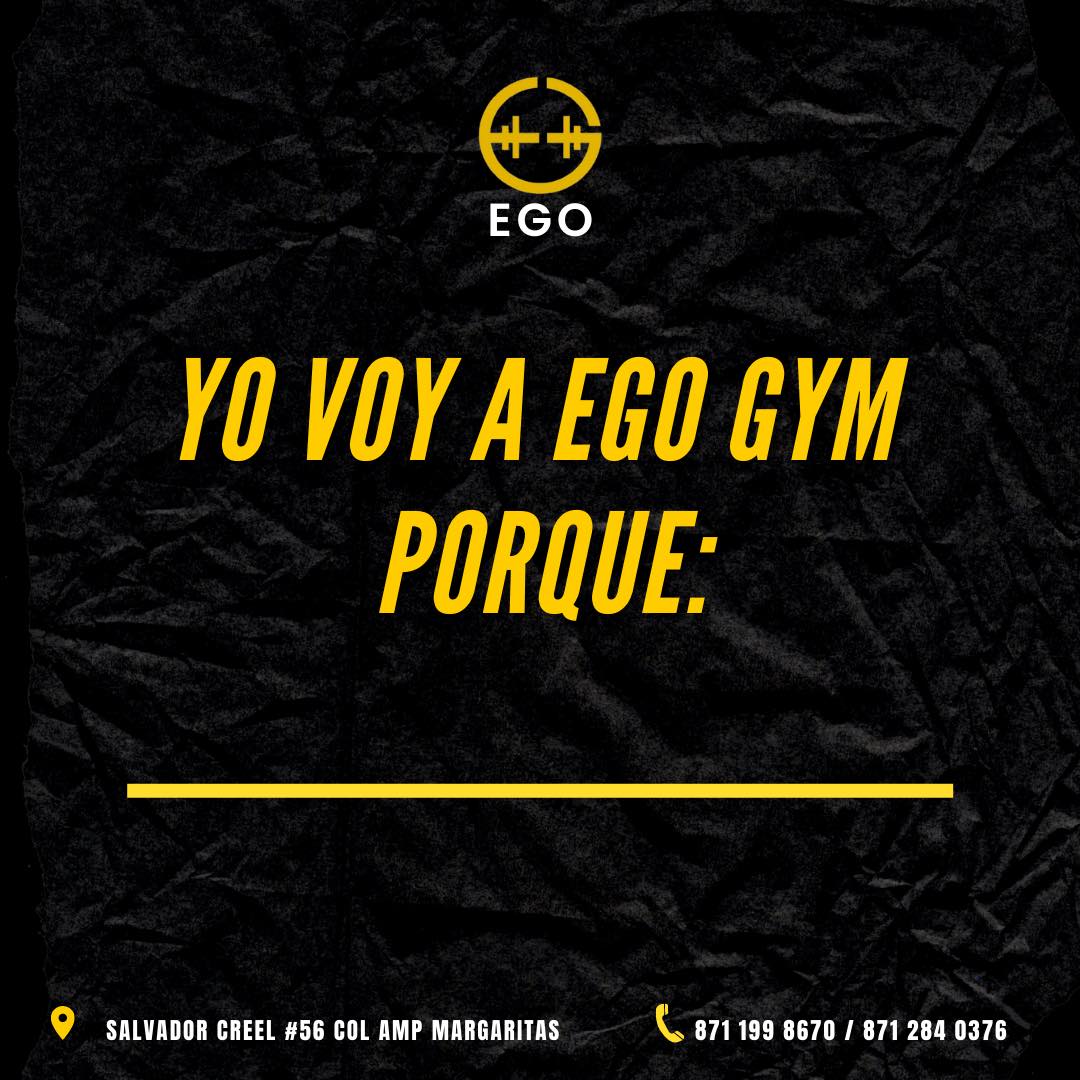 EGO
YO VOY A EGO GYM
PORQUE:
SALVADOR CREEL #56 COL AMP MARGARITAS
871 199 8670 / 871 284 0376